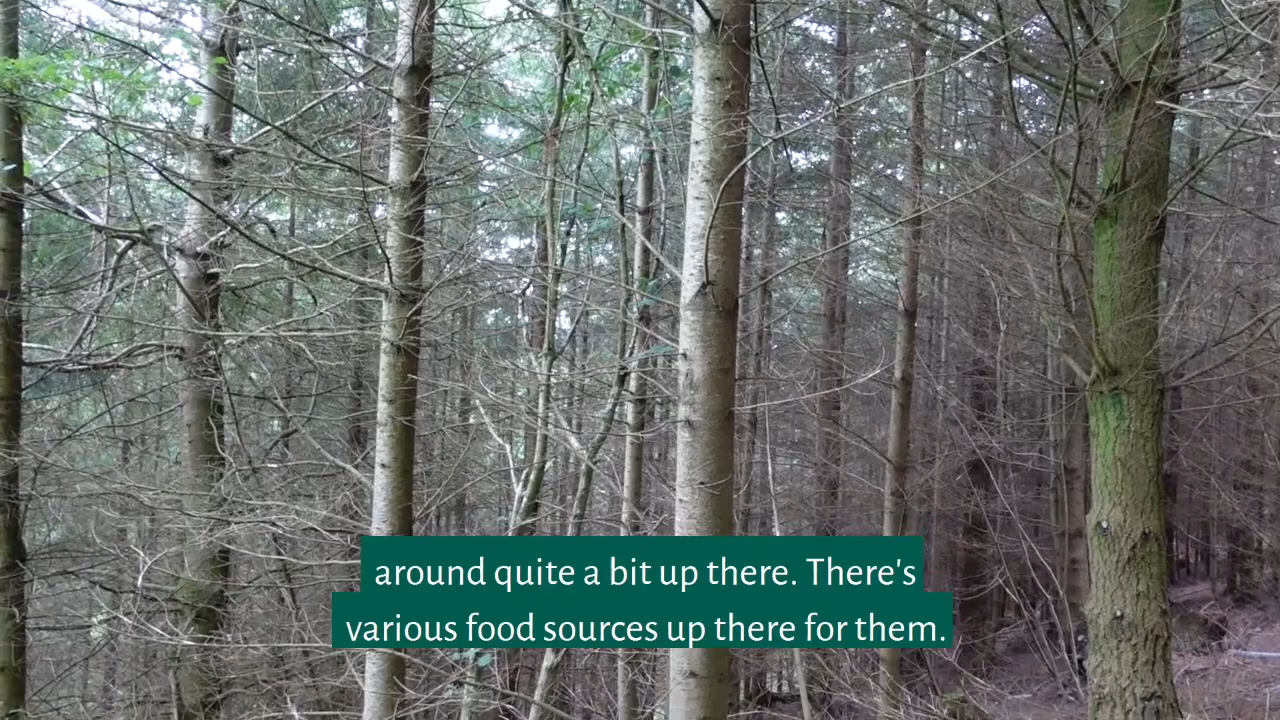 around quite a bit up there. There's
various food sources up there for them.